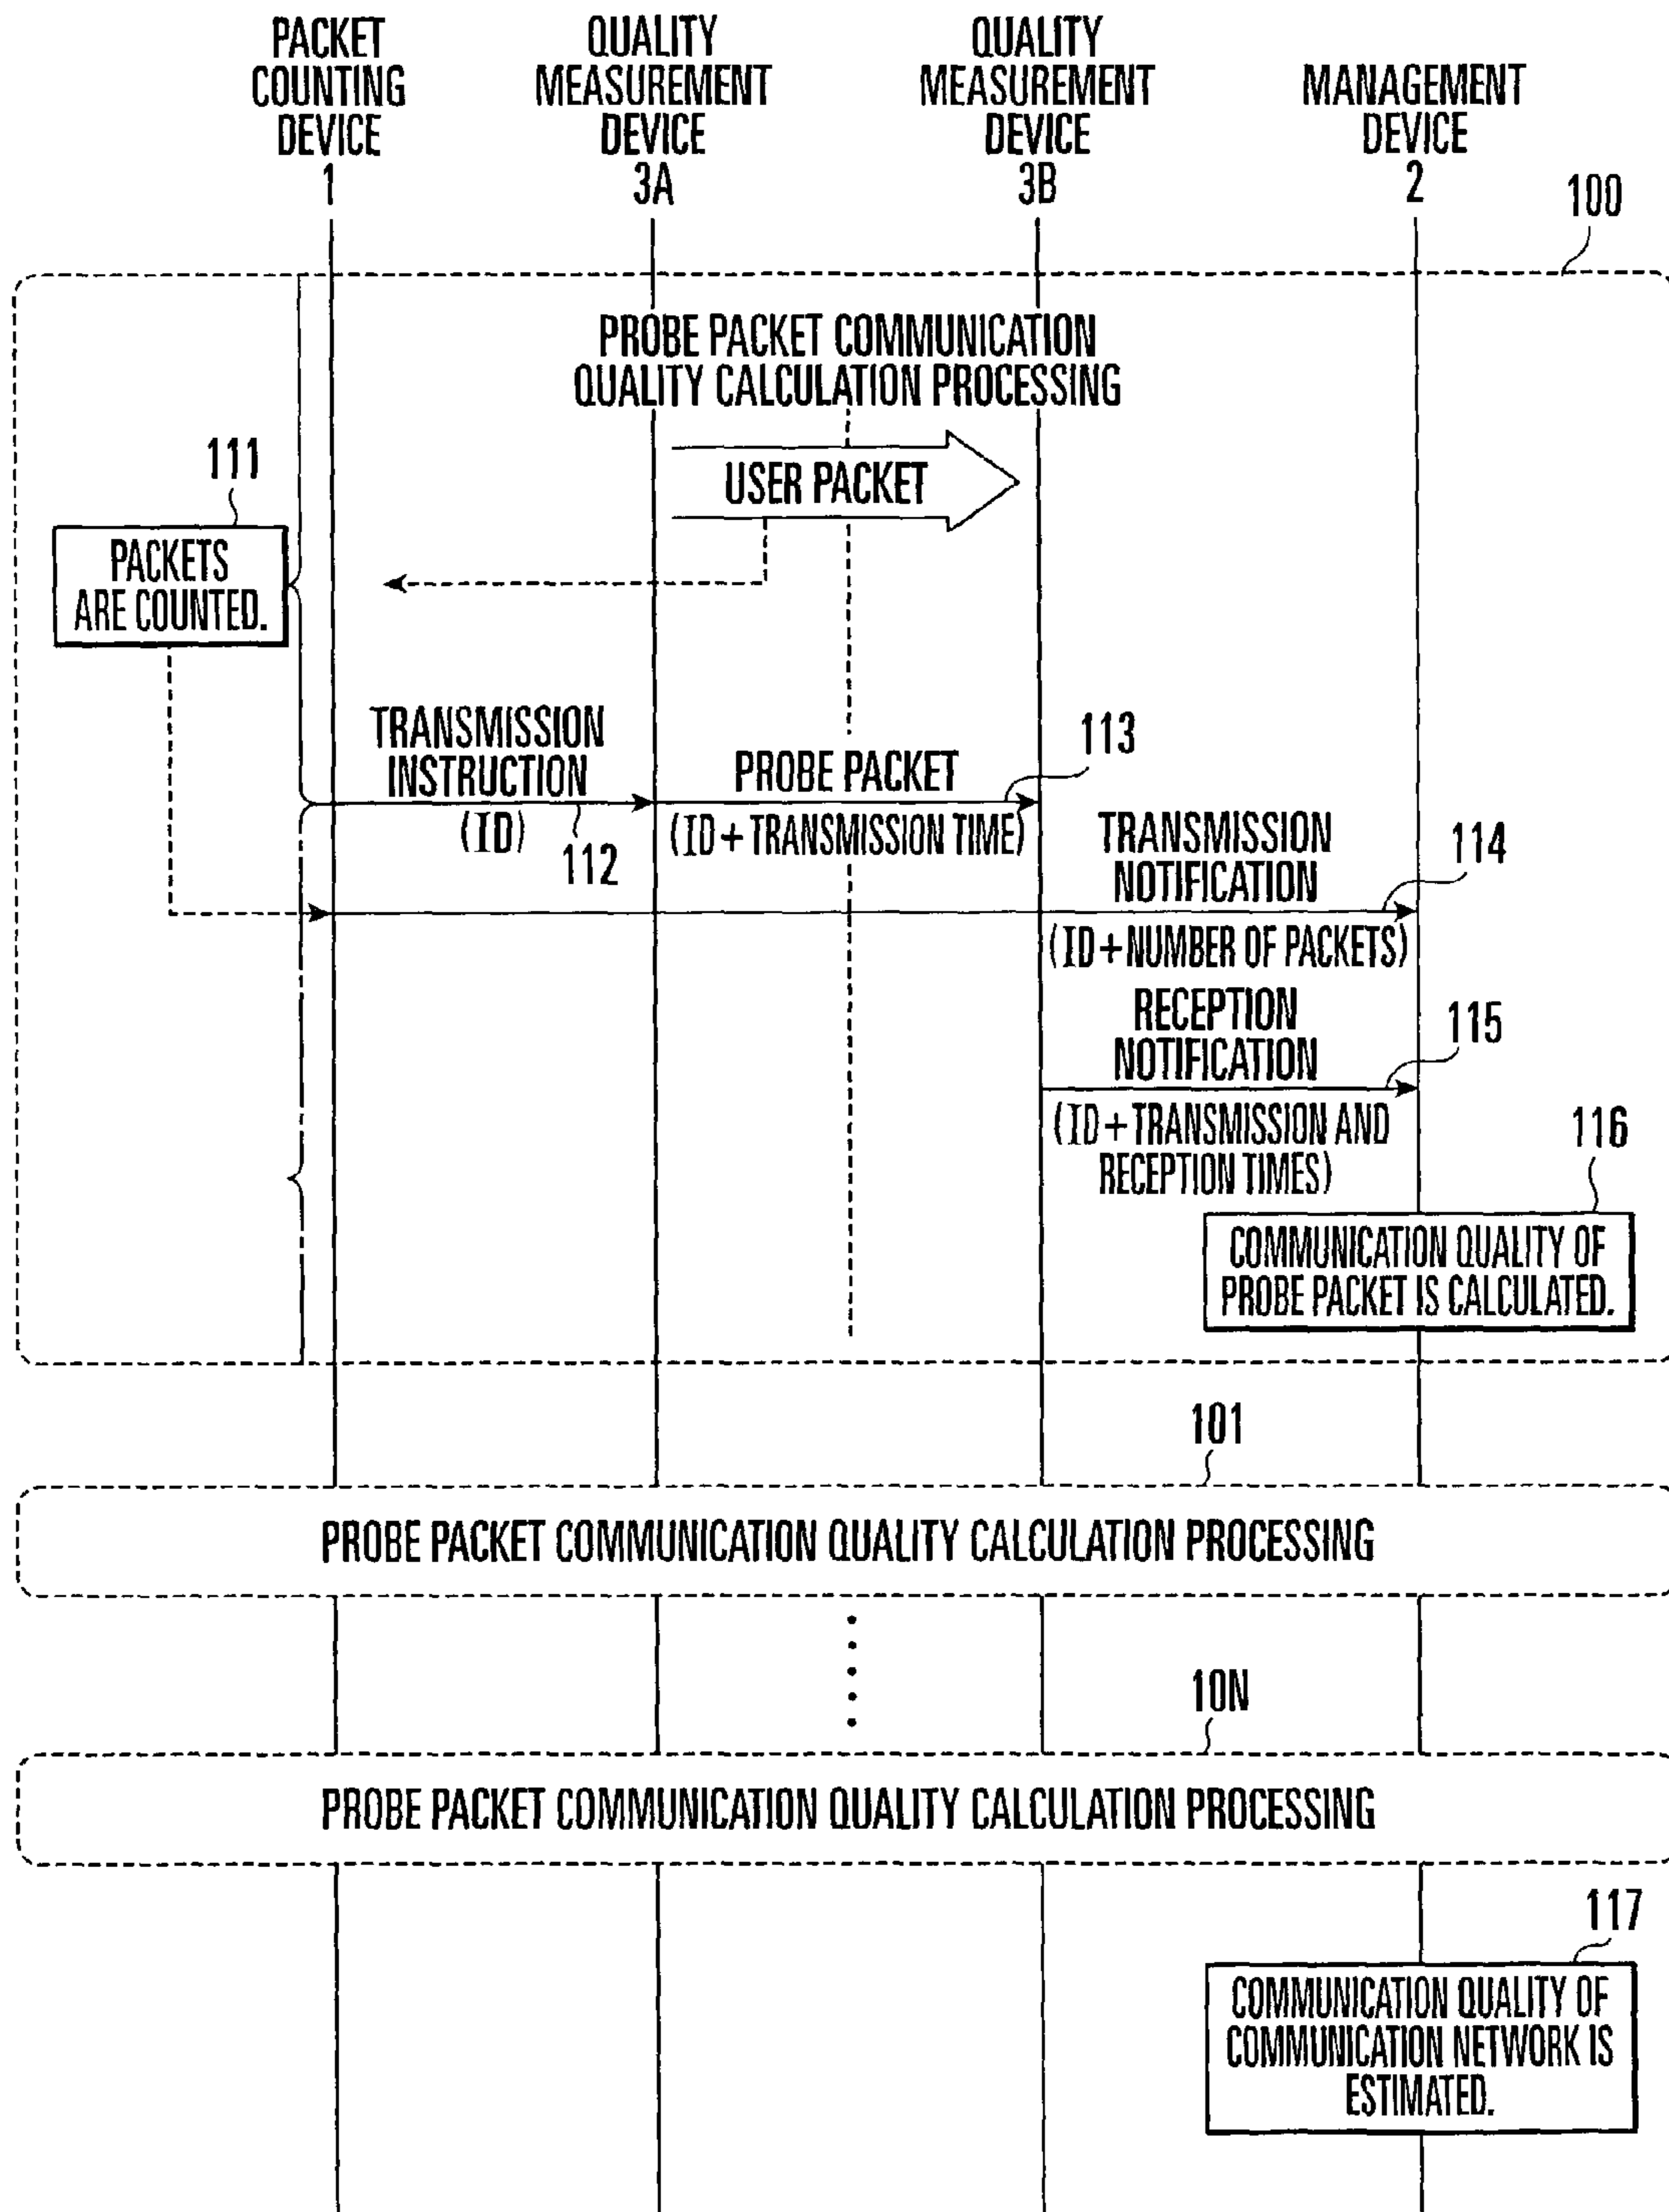 PACKET
COUNTING
DEVICE
1
QUALITY
MEASUREMENT
DEVICE
3A
QUALITY
MEASUREMENT
DEVICE
3B
MANAGEMENT
DEVICE
2
100
PROBE PACKET COMMUNICATION
QUALITY CALCULATION PROCESSING
USER PACKET
111
PACKETS
ARE COUNTED.
TRANSMISSION
INSTRUCTION
(ID)
112
PROBE PACKET
(ID+TRANSMISSION TIME)
113
TRANSMISSION
NOTIFICATION
(ID+NUMBER OF PACKETS)
114
RECEPTION
NOTIFICATION
(ID+TRANSMISSION AND
RECEPTION TIMES)
115
116
COMMUNICATION QUALITY OF
PROBE PACKET IS CALCULATED.
101
PROBE PACKET COMMUNICATION QUALITY CALCULATION PROCESSING
10N
PROBE PACKET COMMUNICATION QUALITY CALCULATION PROCESSING
117
COMMUNICATION QUALITY OF
COMMUNICATION NETWORK IS
ESTIMATED.